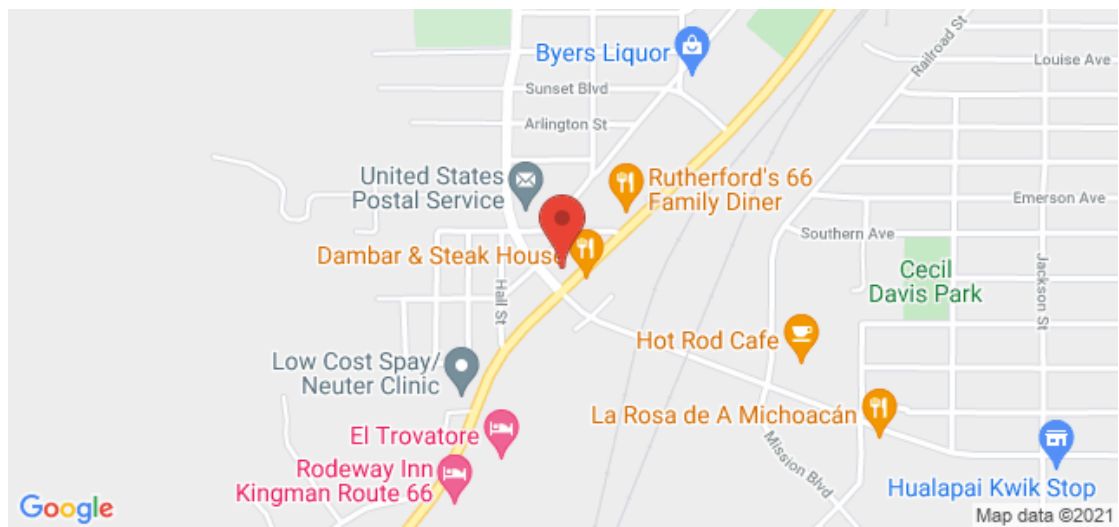 Railroad St
Louise Ave
Byers Liquor
Sunset Blvd
Arlington St
United States
Postal Service
Rutherford's 66
Family Diner
Emerson Ave
Southern Ave
Dambar & Steak House
Cecil
Davis Park
Jackson St
Hall St
Hot Rod Cafe
Low Cost Spay/
Neuter Clinic
La Rosa de A Michoacán
El Trovatore
Mission Blvd
Rodeway Inn
Kingman Route 66
Hualapai Kwik Stop
Google
Map data ©2021